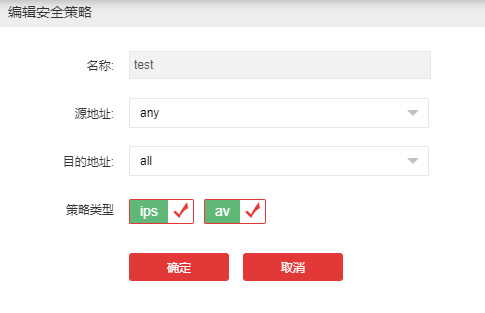 编辑安全策略
名称: test
源地址: any
目的地址: all
策略类型 ips av
确定 取消